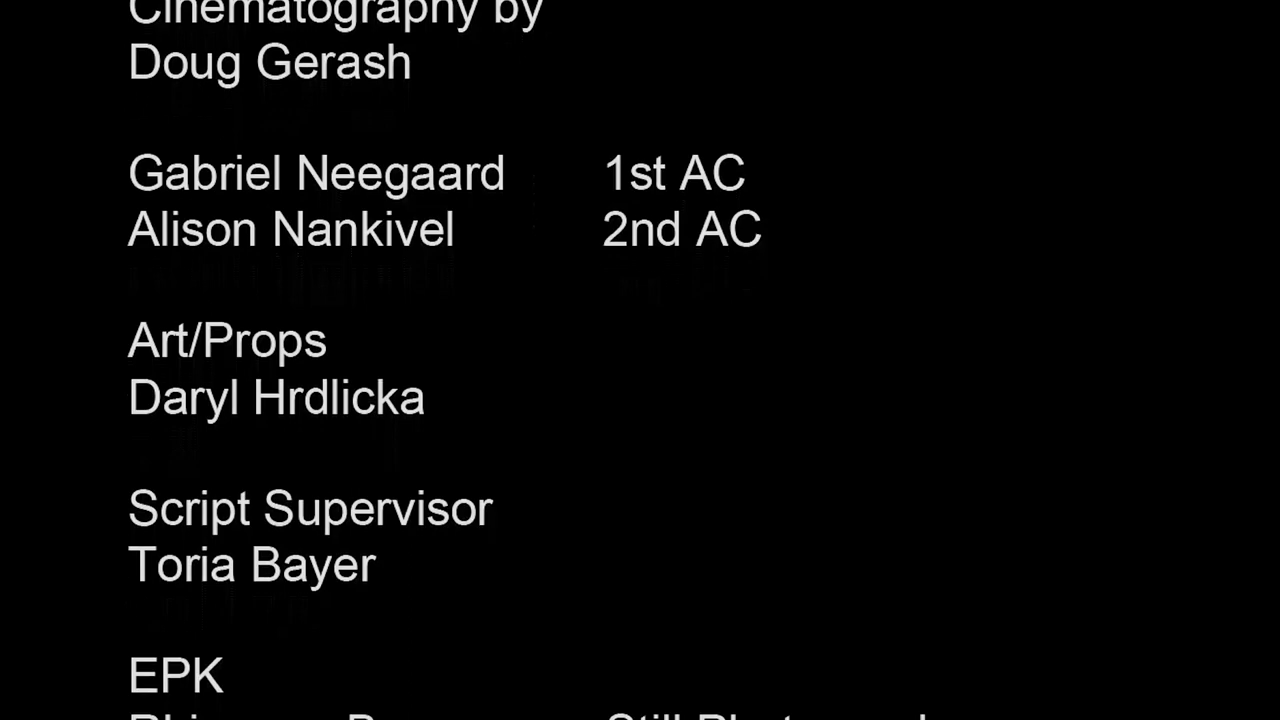 Cinematography by
Doug Gerash
Gabriel Neegaard 1st AC
Alison Nankivel 2nd AC
Art/Props
Daryl Hrdlicka
Script Supervisor
Toria Bayer
EPK
Still